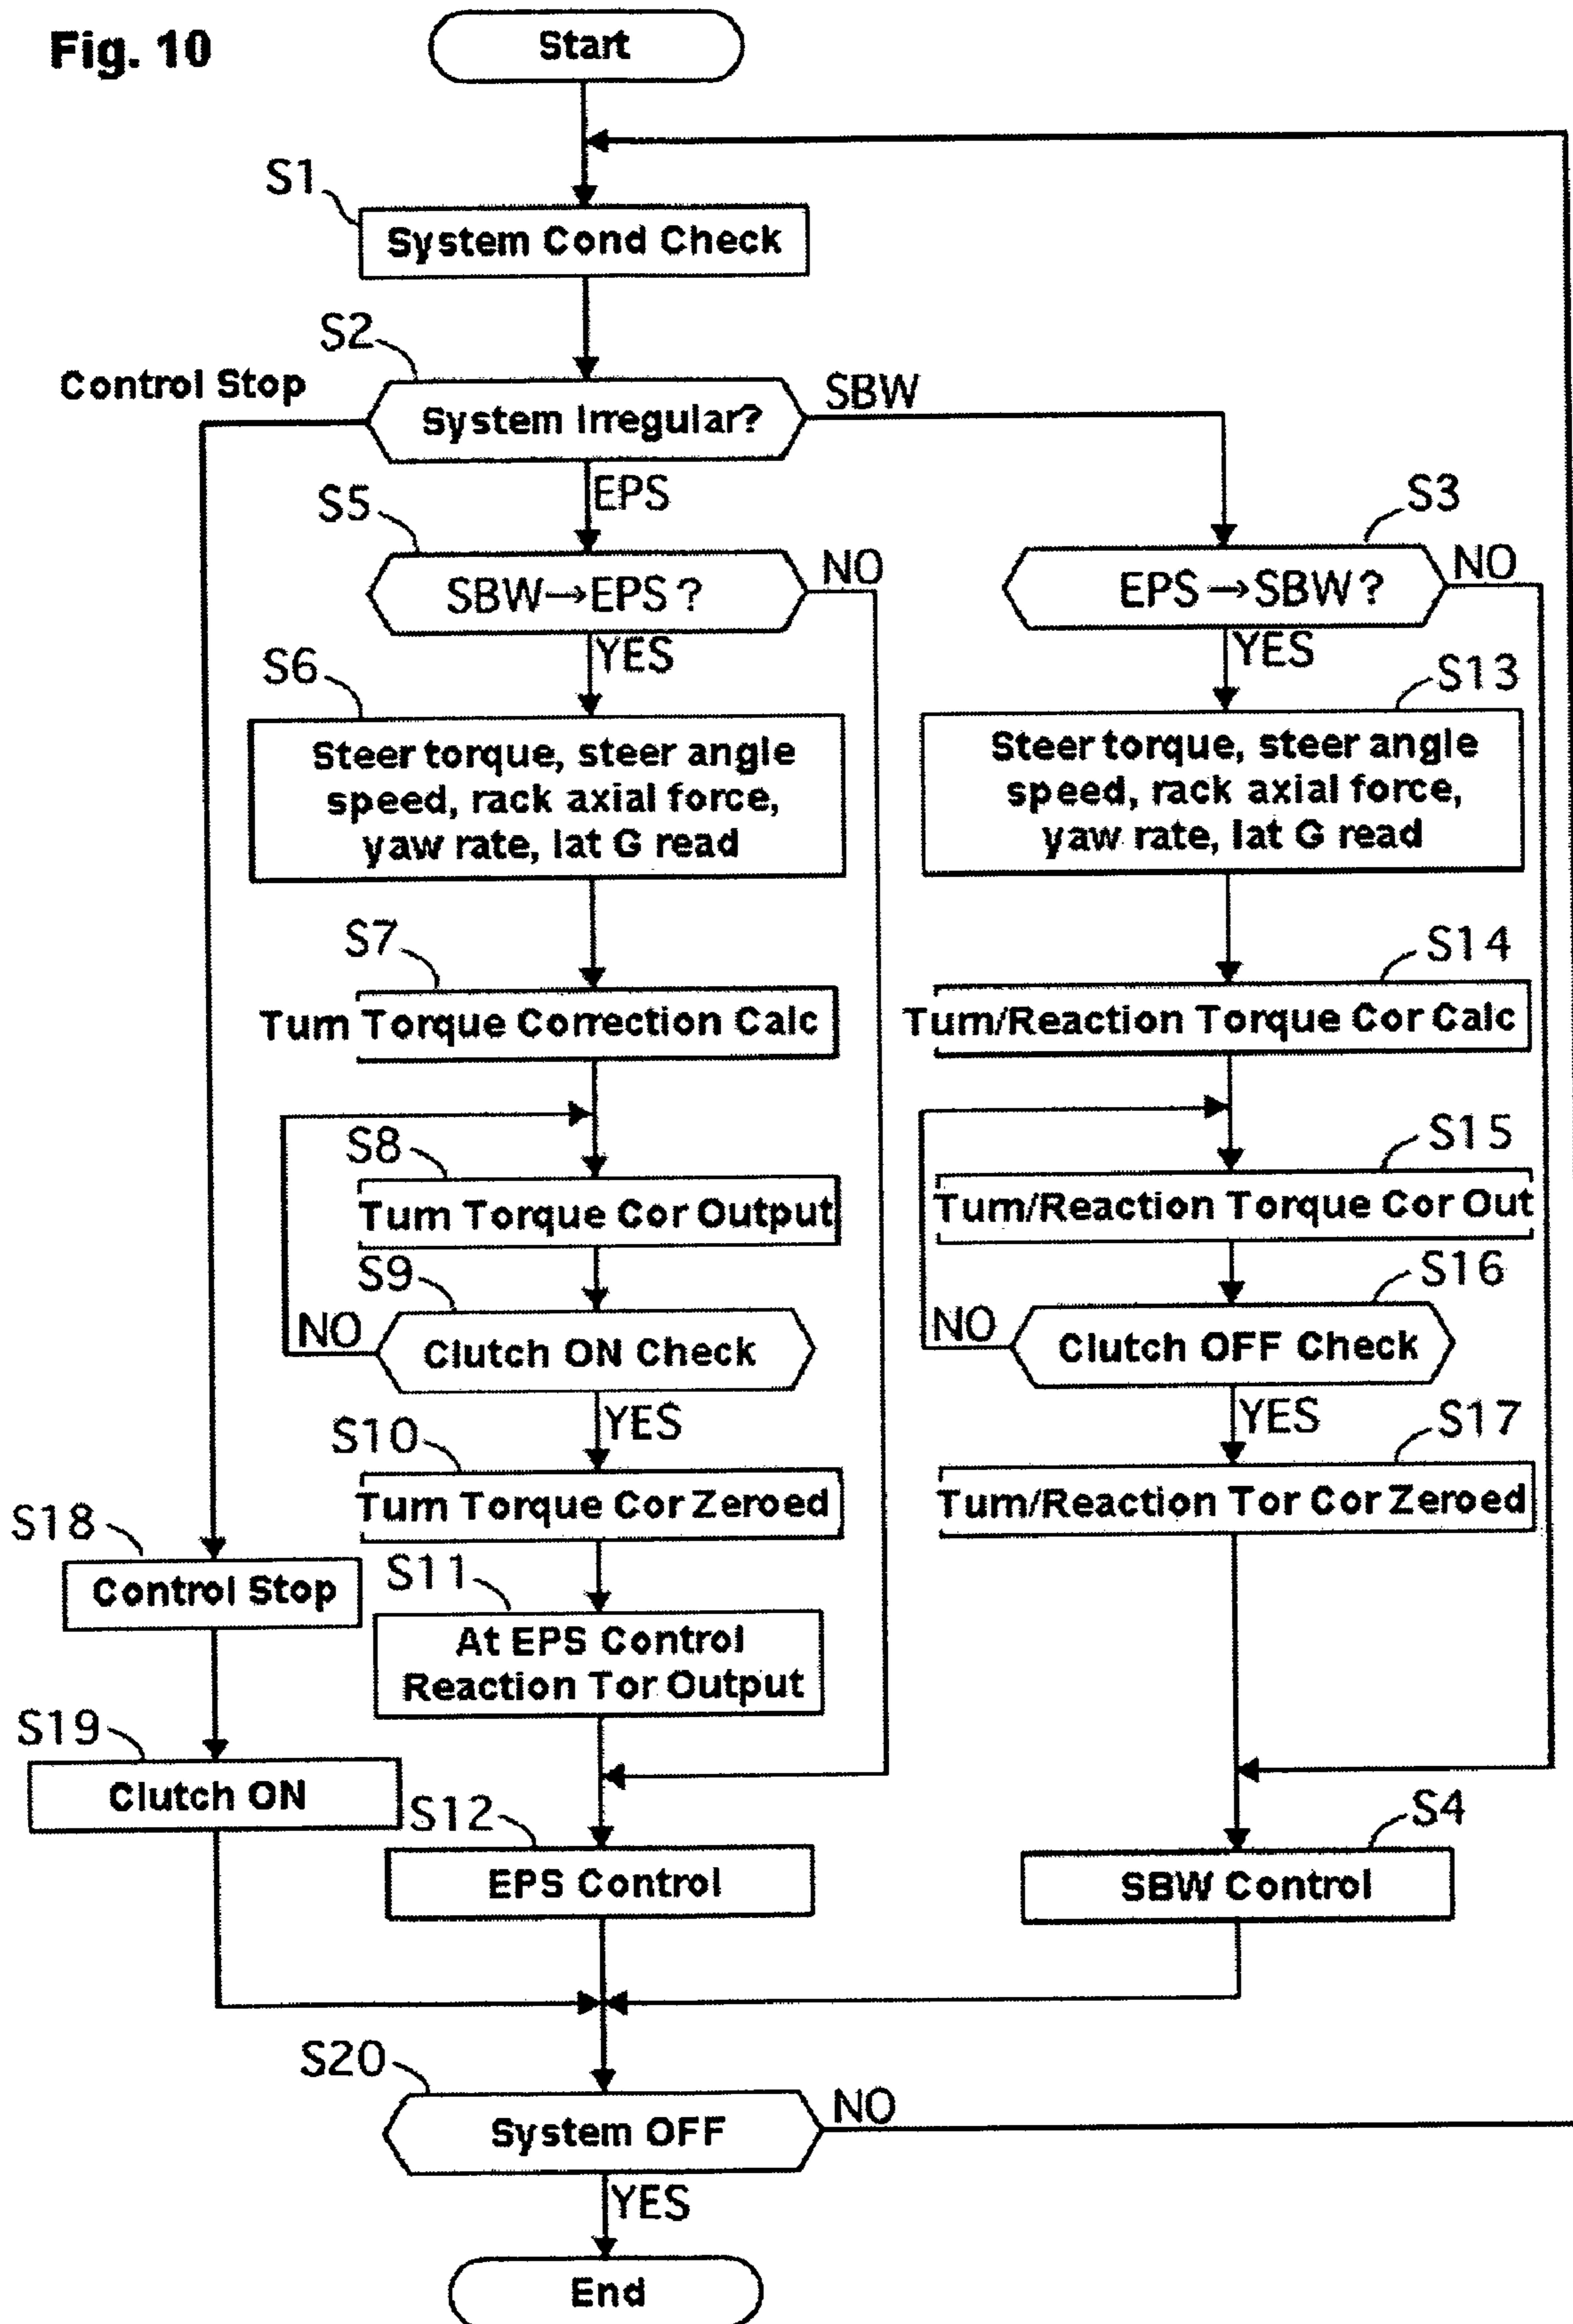 Fig. 10
Start
S1
System Cond Check
S2
Control Stop
System Irregular?
SBW
EPS
S5
SBW→EPS?
NO
S3
EPS→SBW?
NO
YES
YES
S6
Steer torque, steer angle
speed, rack axial force,
yaw rate, lat G read
S13
Steer torque, steer angle
speed, rack axial force,
yaw rate, lat G read
S7
Turn Torque Correction Calc
S14
Turn/Reaction Torque Cor Calc
S8
Turn Torque Cor Output
S15
Turn/Reaction Torque Cor Out
S9
NO
Clutch ON Check
S16
NO
Clutch OFF Check
YES
YES
S10
Turn Torque Cor Zeroed
S17
Turn/Reaction Tor Cor Zeroed
S18
Control Stop
S11
At EPS Control
Reaction Tor Output
S19
Clutch ON
S12
EPS Control
S4
SBW Control
S20
System OFF
NO
YES
End